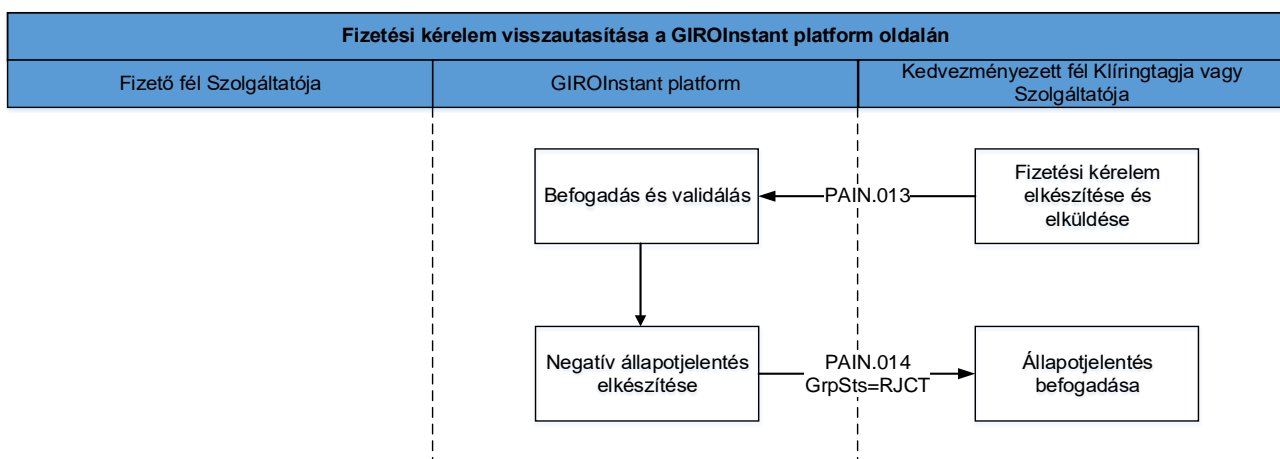 Fizetési kérelem visszautasítása a GIROInstant platform oldalán
Fizető fél Szolgáltatója
GIROInstant platform
Kedvezményezett fél Klíringtagja vagy
Szolgáltatója
Befogadás és validálás
PAIN.013
Fizetési kérelem
elkészítése és
elküldése
Negatív állapotjelentés
elkészítése
PAIN.014
GrpSts=RJCT
Állapotjelentés
befogadása